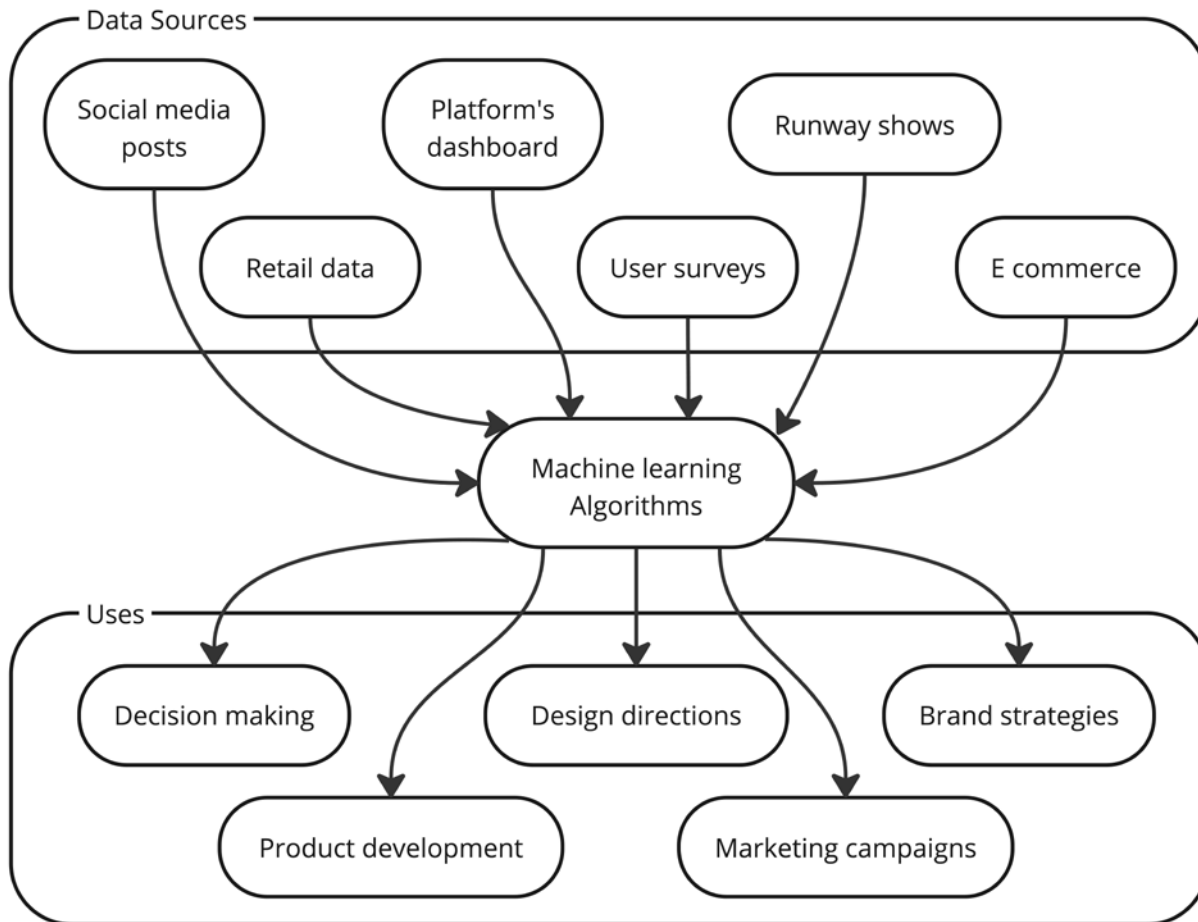 Data Sources
Social media
posts
Platform's
dashboard
Runway shows
Retail data
User surveys
E commerce
Machine learning
Algorithms
Uses
Decision making
Design directions
Brand strategies
Product development
Marketing campaigns